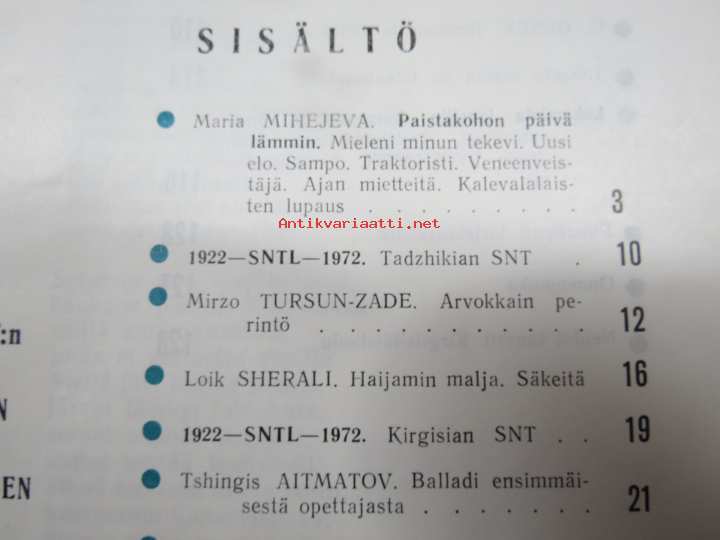 SISÄLTÖ
Maria MIHEJEVA. Paistakohon päivä
lämmin. Mieleni minun tekevi. Uusi
elo. Sampo. Traktoristi. Veneenveis-
täjä. Ajan mietteitä. Kalevalalais-
ten lupaus . . . . . . . . . 3
Antikvariaatti.net
1922—SNTL—1972. Tadzhikian SNT . 10
Mirzo TURSUN-ZADE. Arvokkain pe-
rintö . . . . . . . . . . . . 12
:n
Loik SHERALI. Haijamin malja. Säkeitä 16
N
1922—SNTL—1972. Kirgisian SNT . . 19
Tshingis AITMATOV. Balladi ensimmäi-
EN
sestä opettajasta . . . . . . . 21